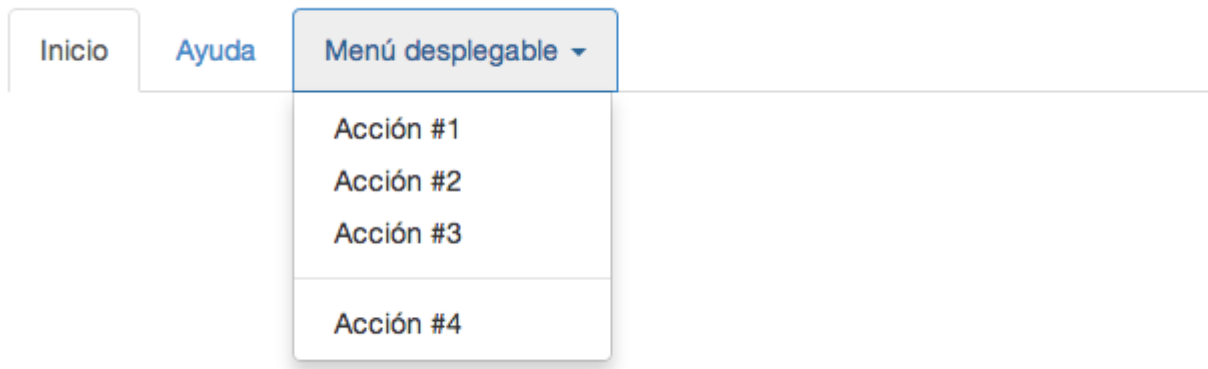 Inicio Ayuda Menú desplegable
Acción #1
Acción #2
Acción #3
Acción #4